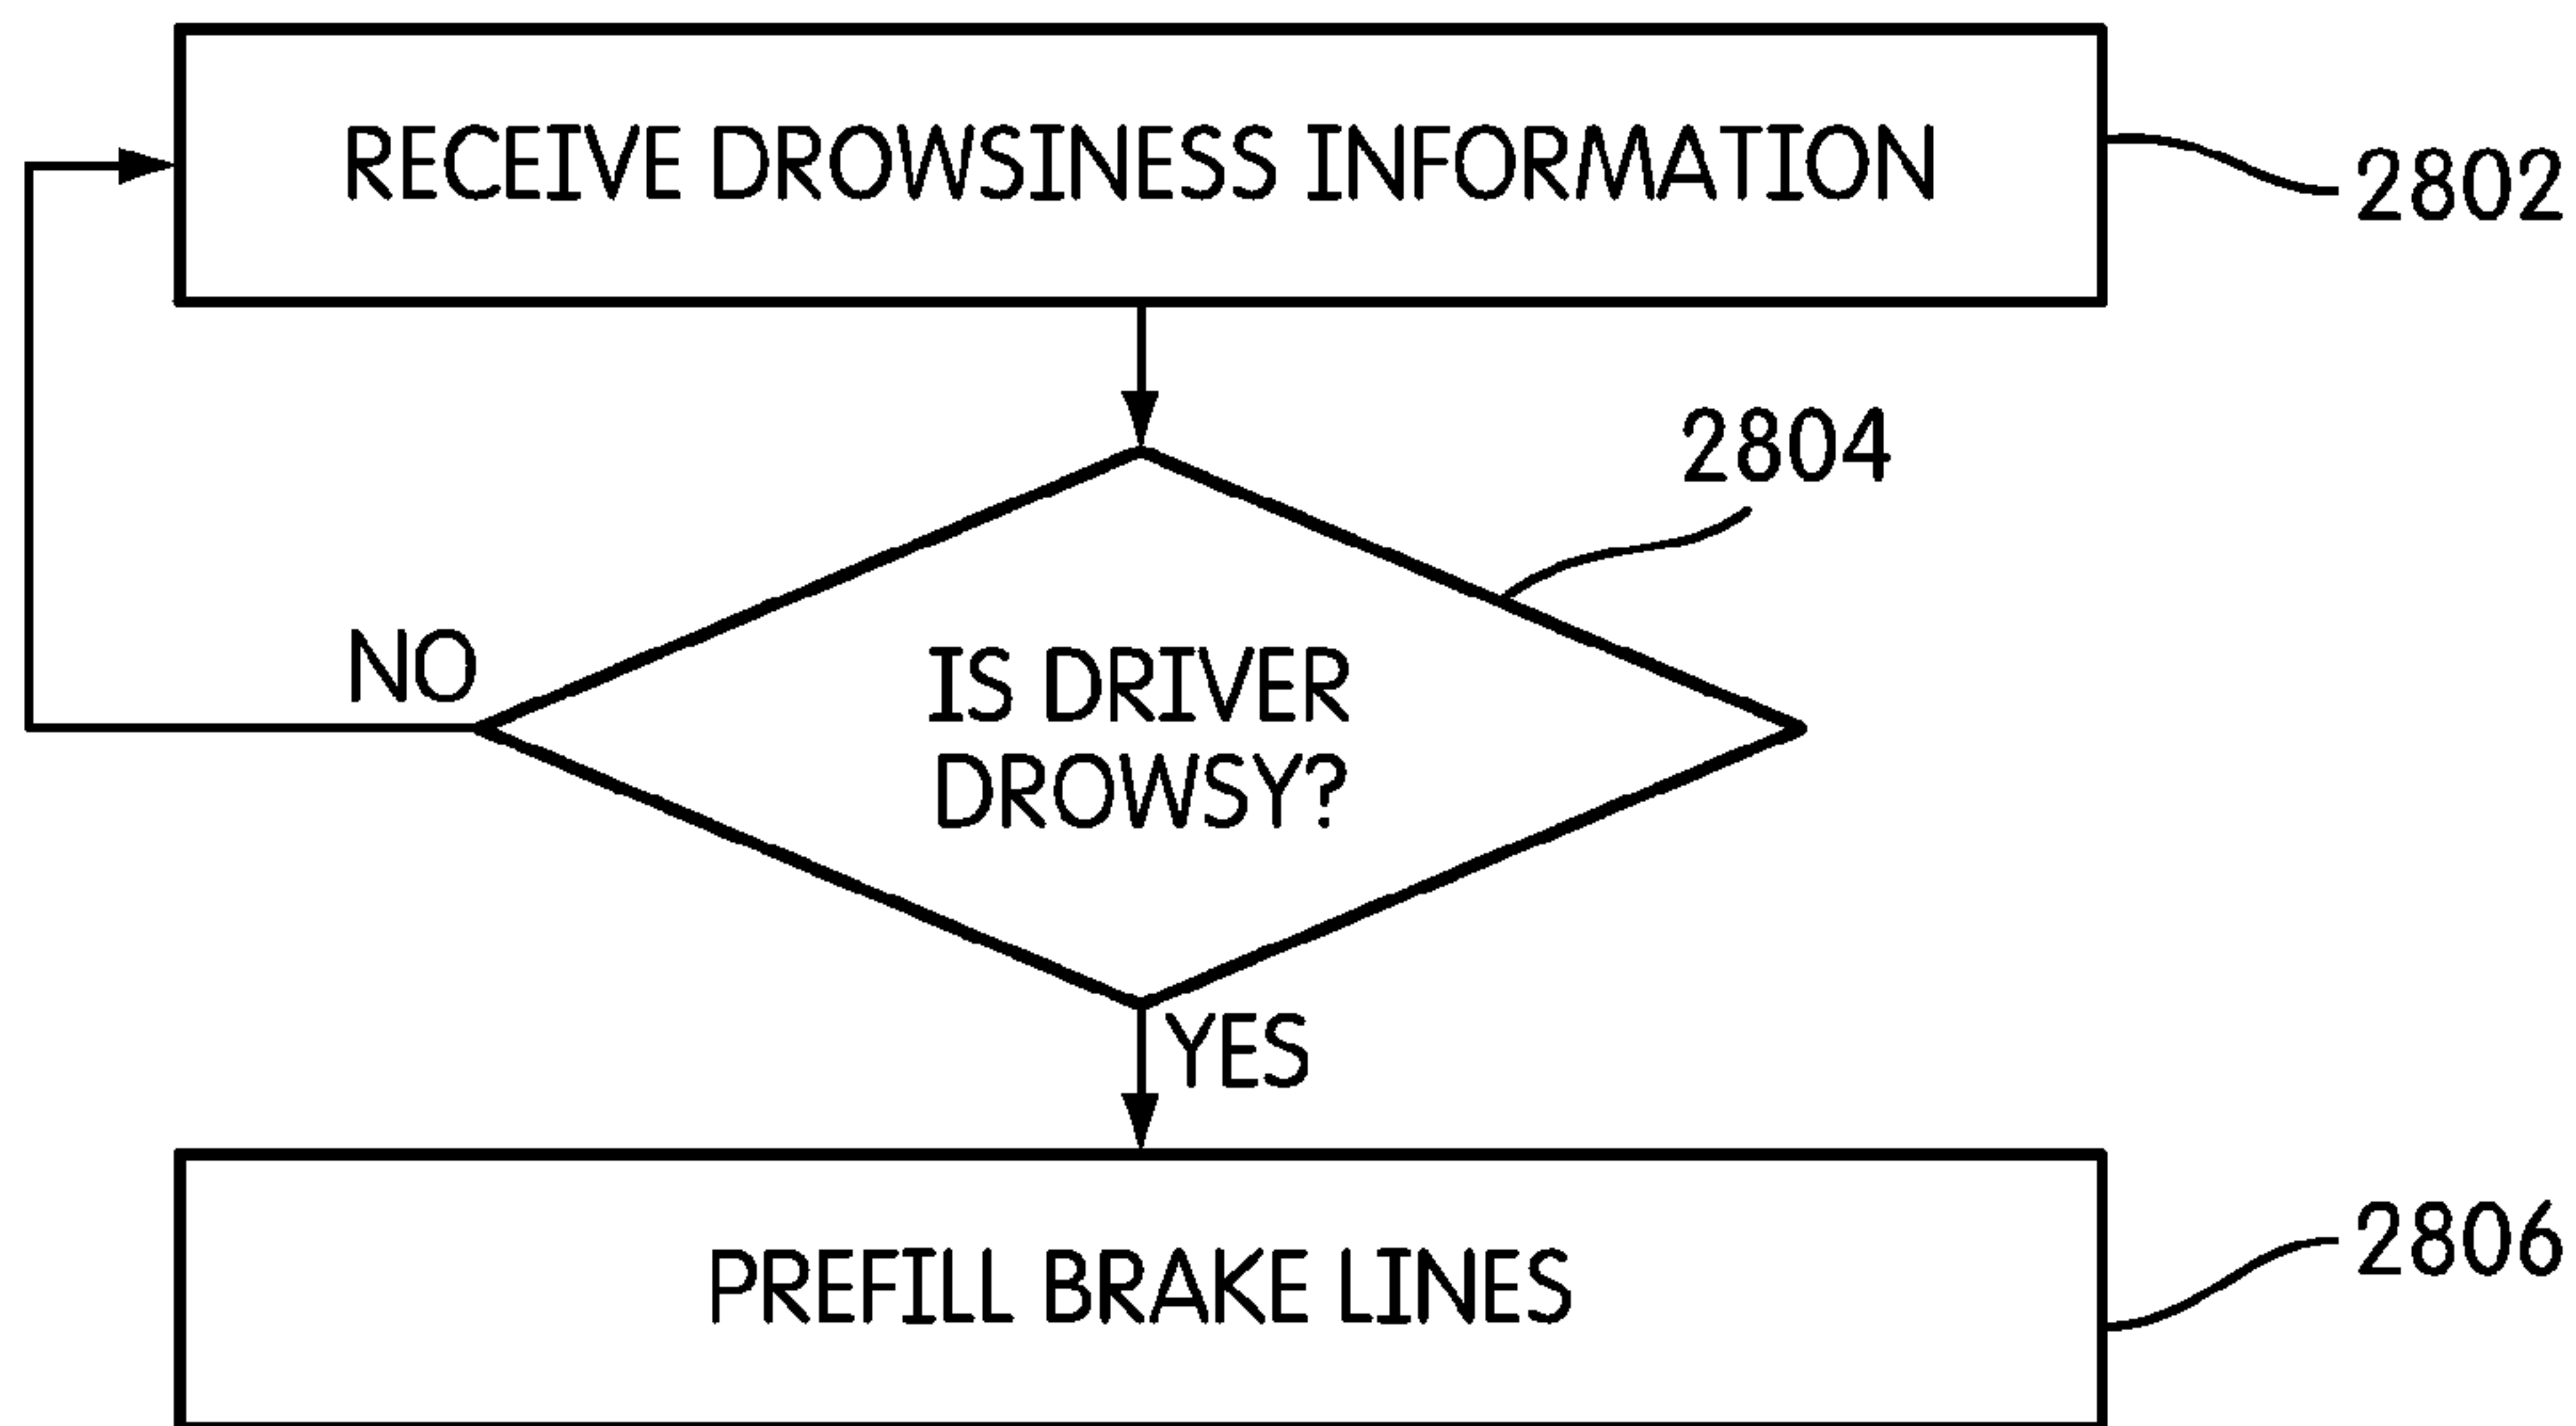 RECEIVE DROWSINESS INFORMATION
2802
2804
NO
IS DRIVER
DROWSY?
YES
PREFILL BRAKE LINES
2806